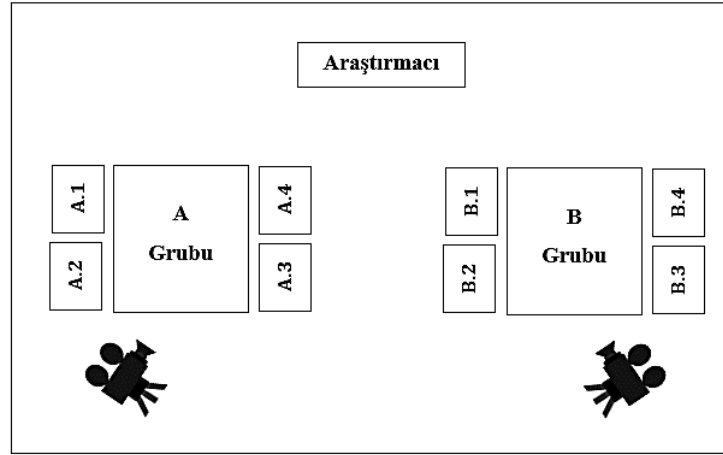 Araştırmacı
A.1
A
Grubu
A.4
A.2
A.3
B.1
B
Grubu
B.4
B.2
B.3